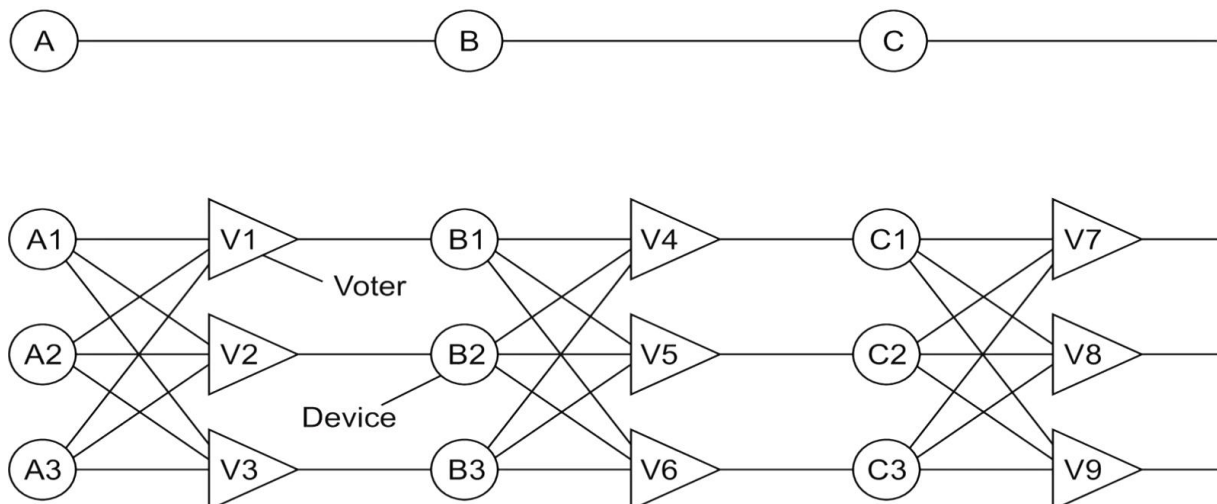 A B C
A1 V1 B1 V4 C1 V7
Voter
A2 V2 B2 V5 C2 V8
Device
A3 V3 B3 V6 C3 V9